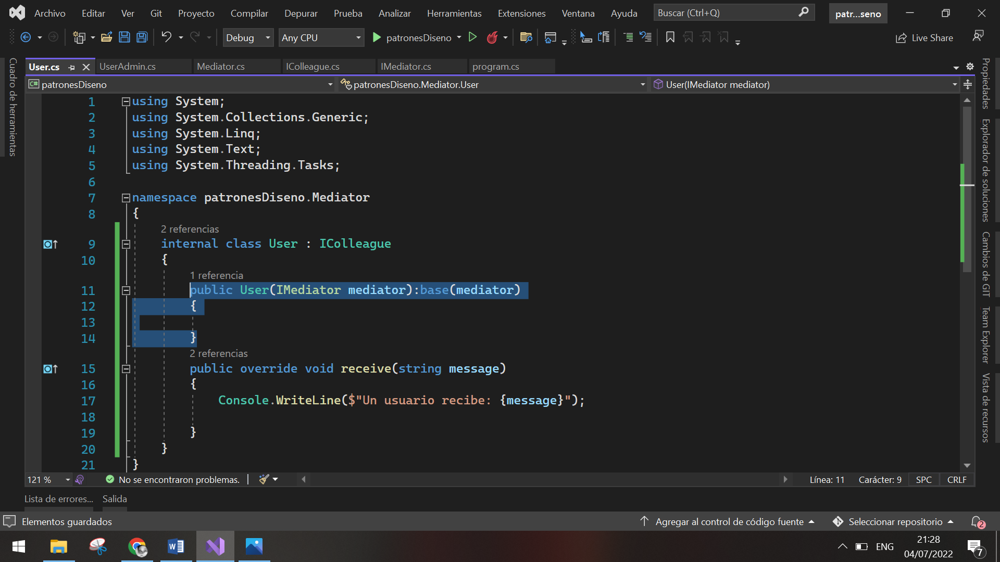 Archivo Editar Ver Git Proyecto Compilar Depurar Prueba Analizar Herramientas Extensiones Ventana Ayuda Buscar (Ctrl+Q) patr...seno
Debug Any CPU patronesDiseno Live Share
User.cs UserAdmin.cs Mediator.cs IColleague.cs IMediator.cs program.cs
C# patronesDiseno patronesDiseno.Mediator.User User(IMediator mediator)
1 using System;
2 using System.Collections.Generic;
3 using System.Linq;
4 using System.Text;
5 using System.Threading.Tasks;
6
7 namespace patronesDiseno.Mediator
8 {
2 referencias
9 internal class User : IColleague
10 {
1 referencia
11 public User(IMediator mediator):base(mediator)
12 {
13
14 }
2 referencias
15 public override void receive(string message)
16 {
17 Console.WriteLine($"Un usuario recibe: {message}");
18
19 }
20 }
21 }
Cuadro de herramientas
Propiedades
Explorador de soluciones
Cambios de GIT
Team Explorer
Vista de recursos
121 % No se encontraron problemas. Línea: 11 Carácter: 9 SPC CRLF
Lista de errores... Salida
Elementos guardados Agregar al control de código fuente Seleccionar repositorio 2
W ENG 21:28 7
04/07/2022